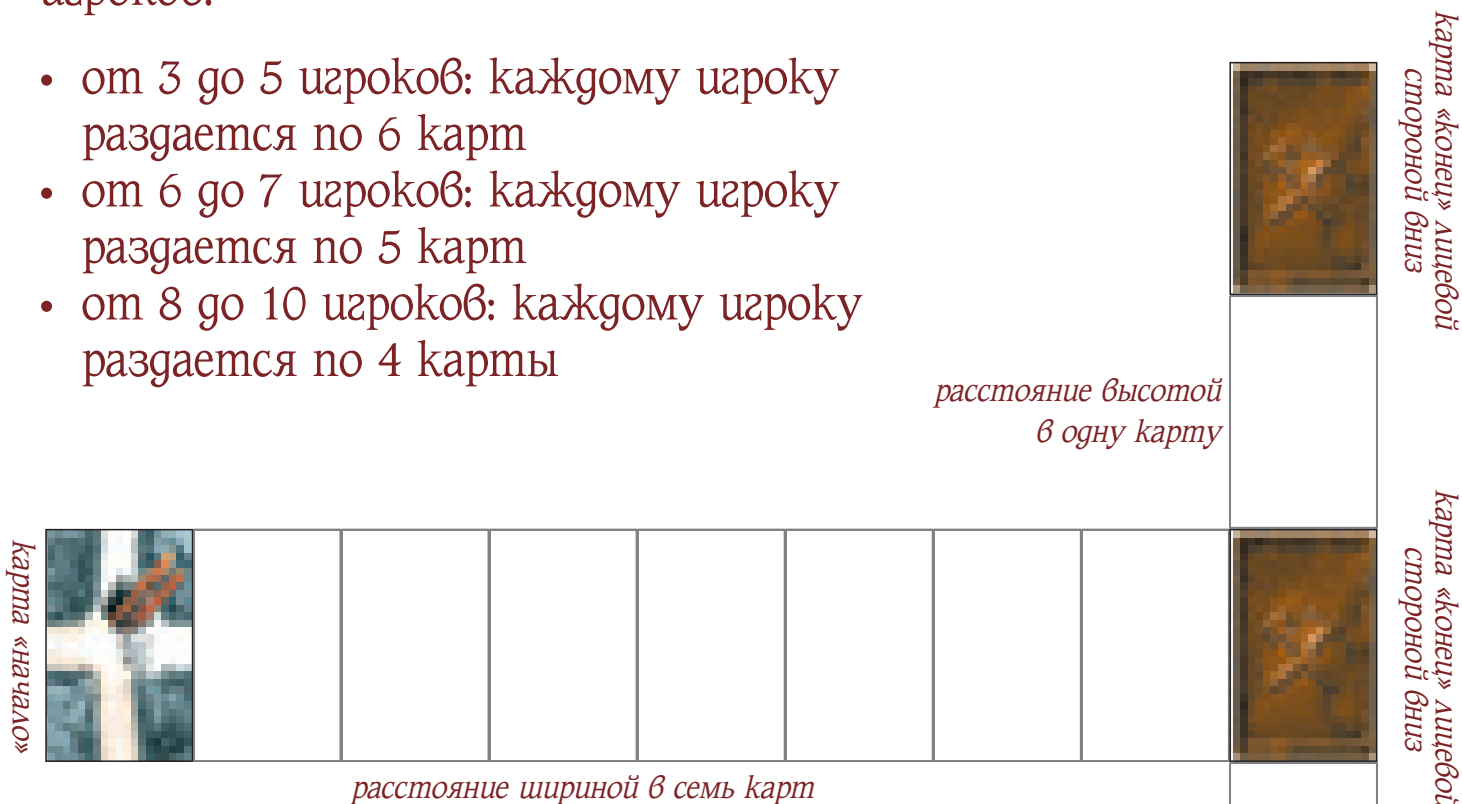 игроков:
• от 3 до 5 игроков: каждому игроку
раздается по 6 карт
• от 6 до 7 игроков: каждому игроку
раздается по 5 карт
• от 8 до 10 игроков: каждому игроку
раздается по 4 карты
карта «конец» лицевой
стороной вниз
расстояние высотой
в одну карту
карта «начало»
карта «конец» лицевой
стороной вниз
расстояние шириной в семь карт